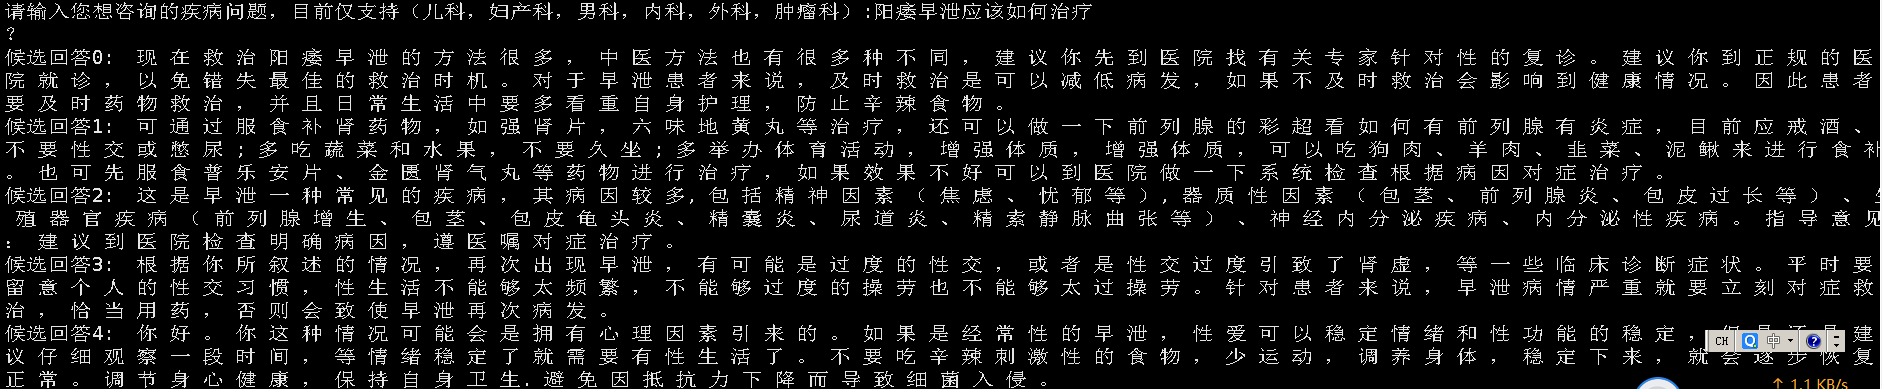 请输入您想咨询的疾病问题，目前仅支持（儿科，妇产科，男科，内科，外科，肿瘤科）:阳痿早泄应该如何治疗
?
候选回答0: 现在救治阳痿早泄的方法很多，中医方法也有很多种不同，建议你先到医院找有关专家针对性的复诊。建议你到正规的医
院就诊，以免错失最佳的救治时机。对于早泄患者来说，及时救治是可以减低病发，如果不及时救治会影响到健康情况。因此患者
要及时药物救治，并且日常生活中要多看重自身护理，防止辛辣食物。
候选回答1: 可通过服食补肾药物，如强肾片，六味地黄丸等治疗，还可以做一下前列腺的彩超看如何有前列腺有炎症，目前应戒酒、
不要性交或憋尿;多吃蔬菜和水果，不要久坐;多举办体育活动，增强体质，增强体质，可以吃狗肉、羊肉、韭菜、泥鳅来进行食补
。也可先服食普乐安片、金匮肾气丸等药物进行治疗，如果效果不好可以到医院做一下系统检查根据病因对症治疗。
候选回答2: 这是早泄一种常见的疾病，其病因较多,包括精神因素（焦虑、忧郁等）,器质性因素（包茎、前列腺炎、包皮过长等）、生
殖器官疾病（前列腺增生、包茎、包皮龟头炎、精囊炎、尿道炎、精索静脉曲张等）、神经内分泌疾病、内分泌性疾病。指导意见
：建议到医院检查明确病因，遵医嘱对症治疗。
候选回答3: 根据你所叙述的情况，再次出现早泄，有可能是过度的性交，或者是性交过度引致了肾虚，等一些临床诊断症状。平时要
留意个人的性交习惯，性生活不能够太频繁，不能够过度的操劳也不能够太过操劳。针对患者来说，早泄病情严重就要立刻对症救
治，恰当用药，否则会致使早泄再次病发。
候选回答4: 你好。你这种情况可能会是拥有心理因素引来的。如果是经常性的早泄，性爱可以稳定情绪和性功能的稳定，但是还是建
议仔细观察一段时间，等情绪稳定了就需要有性生活了。不要吃辛辣刺激性的食物，少运动，调养身体，稳定下来，就会逐步恢复
正常。调节身心健康，保持自身卫生.避免因抵抗力下降而导致细菌入侵。
CH 中
↑ 1.1 KB/s